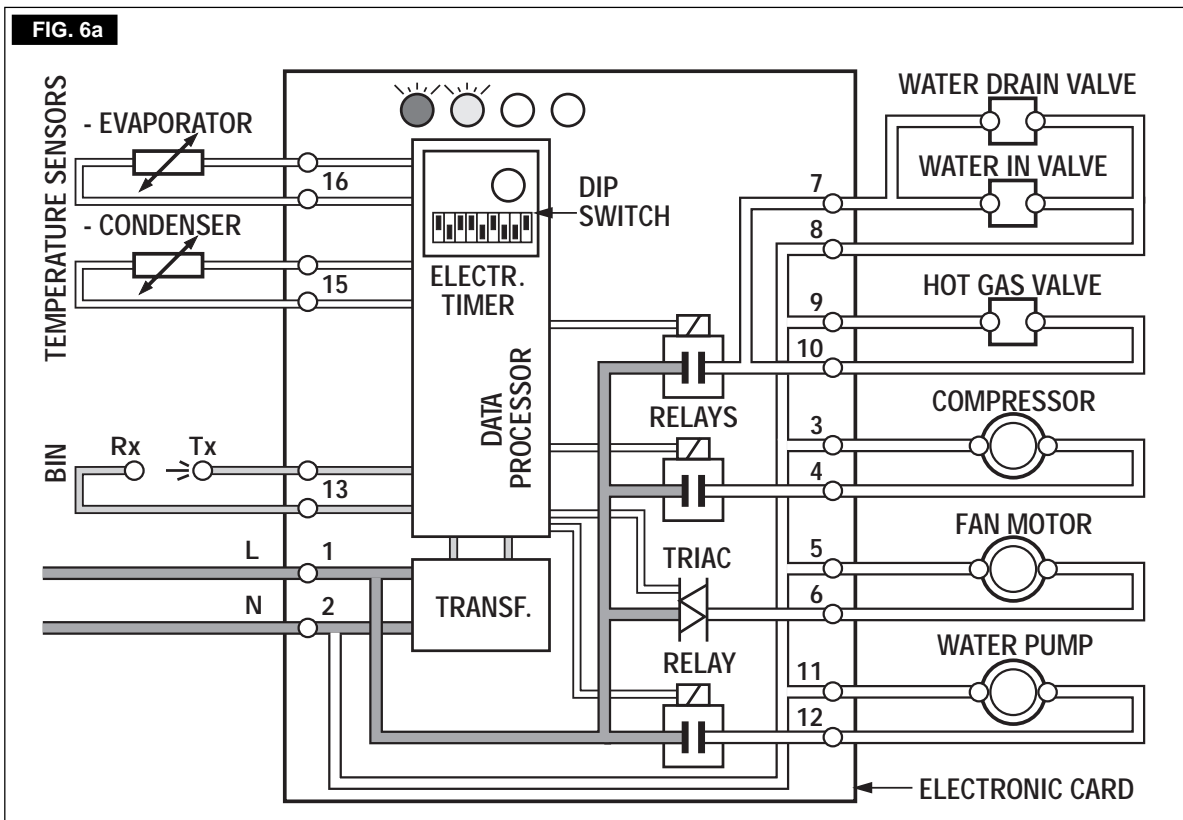 FIG. 6a
TEMPERATURE SENSORS
- EVAPORATOR
16
- CONDENSER
15
BIN
Rx
Tx
13
L
1
N
2
DIP
SWITCH
ELECTR.
TIMER
DATA
PROCESSOR
TRANSF.
RELAYS
TRIAC
RELAY
WATER DRAIN VALVE
WATER IN VALVE
7
8
HOT GAS VALVE
9
10
COMPRESSOR
3
4
FAN MOTOR
5
6
WATER PUMP
11
12
ELECTRONIC CARD